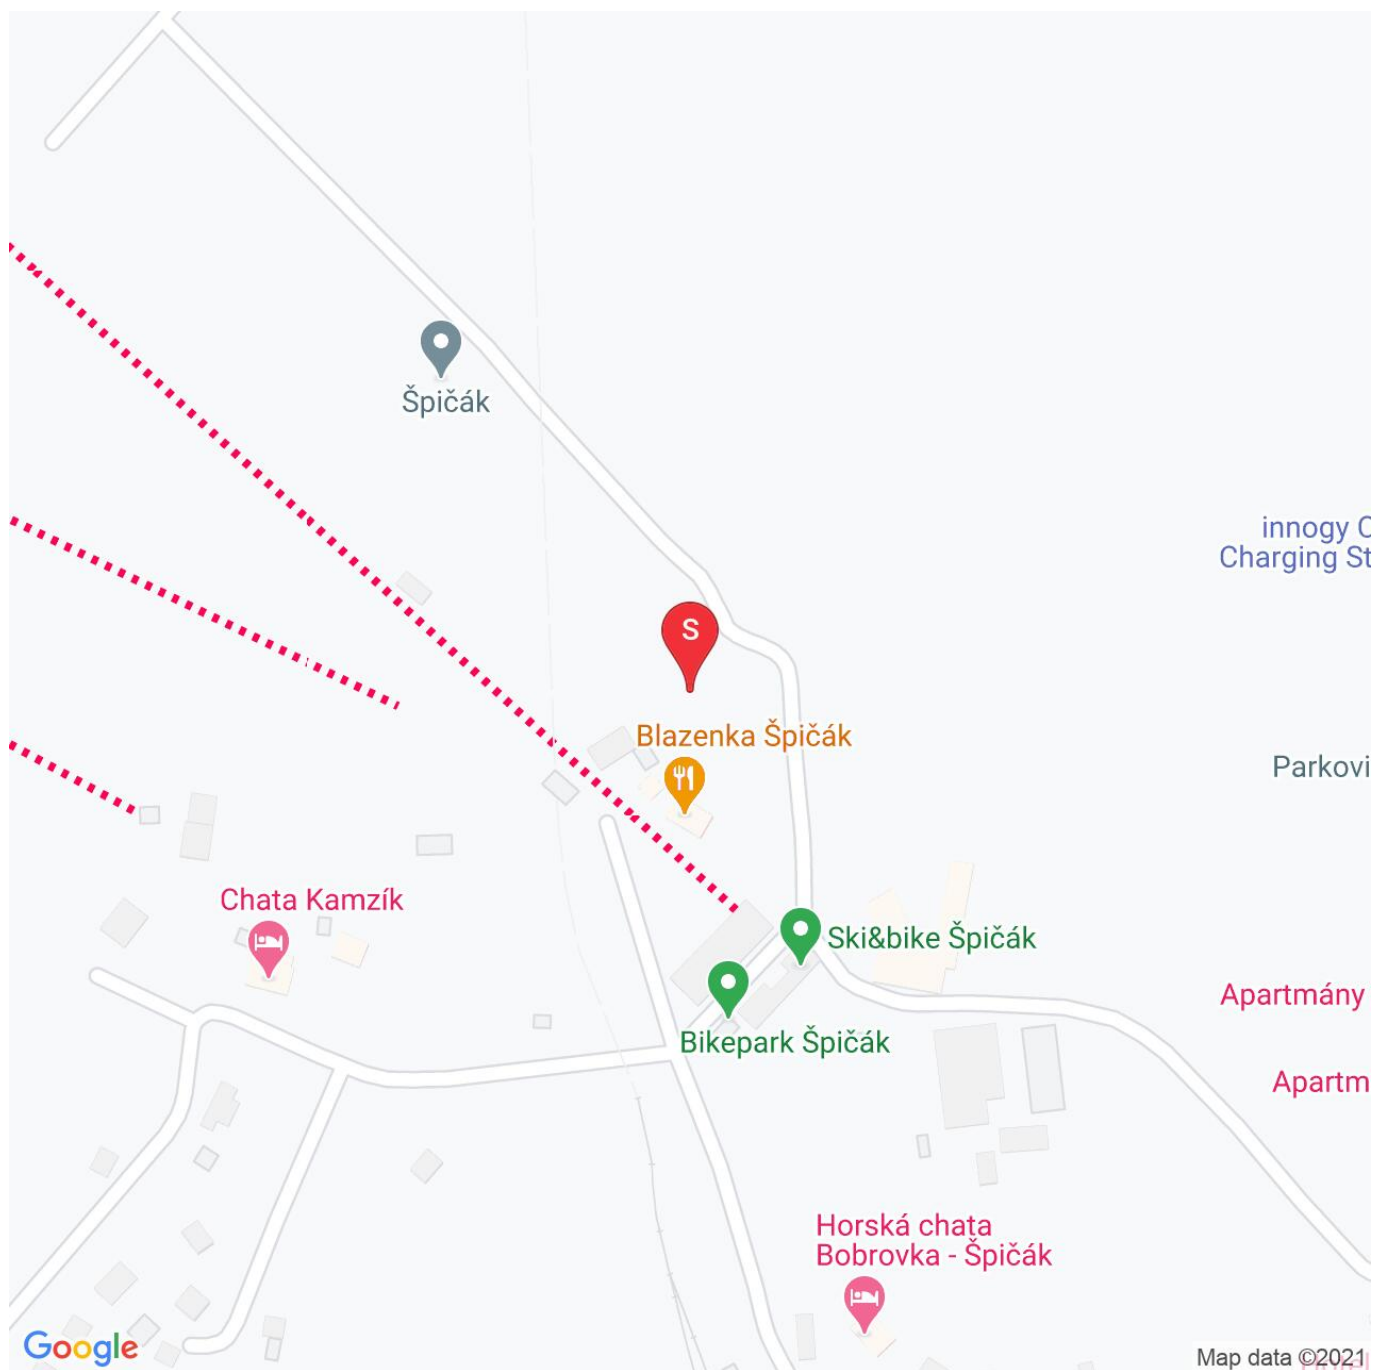 Špičák
innogy C
Charging St
S
Blazenka Špičák
Parkovi
Chata Kamzík
Ski&bike Špičák
Apartmány
Bikepark Špičák
Apartm
Horská chata
Bobrovka - Špičák
Google
Map data ©2021